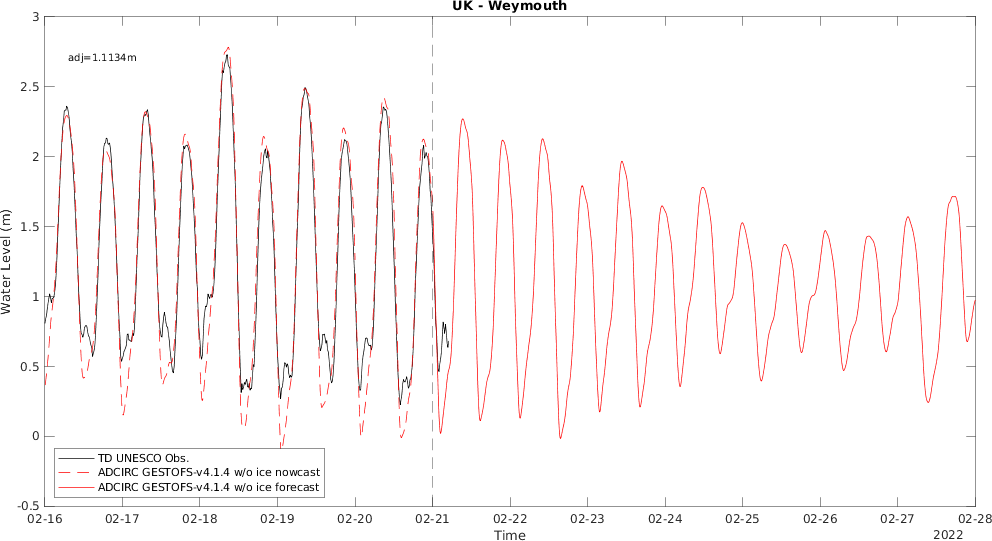 UK - Weymouth
adj=1.1134m
Water Level (m)
3
2.5
2
1.5
1
0.5
0
-0.5
TD UNESCO Obs.
ADCIRC GESTOFS-v4.1.4 w/o ice nowcast
ADCIRC GESTOFS-v4.1.4 w/o ice forecast
02-16 02-17 02-18 02-19 02-20 02-21 02-22 02-23 02-24 02-25 02-26 02-27 02-28
Time
2022